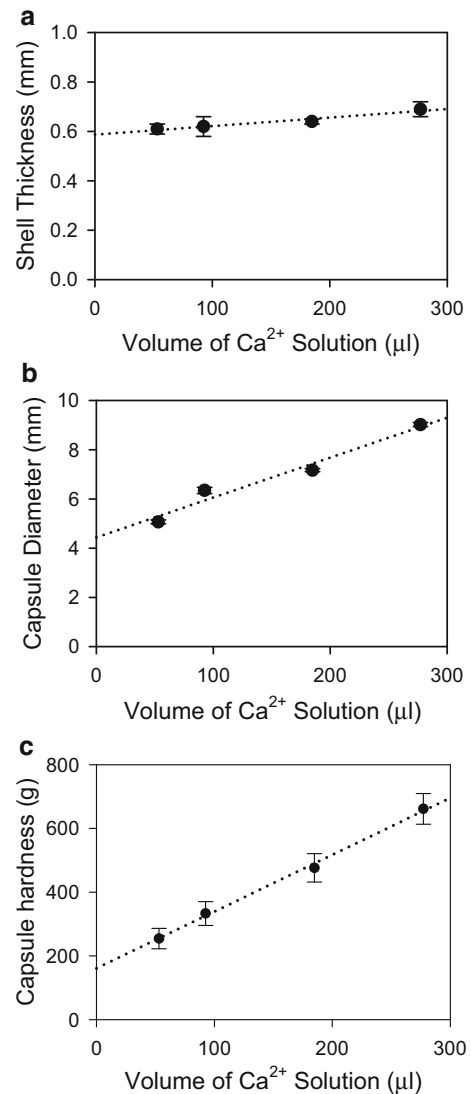 a
Shell Thickness (mm)
1.0
0.8
0.6
0.4
0.2
0.0
0 100 200 300
Volume of Ca²⁺ Solution (μl)
b
Capsule Diameter (mm)
10
8
6
4
2
0
0 100 200 300
Volume of Ca²⁺ Solution (μl)
c
Capsule hardness (g)
800
600
400
200
0
0 100 200 300
Volume of Ca²⁺ Solution (μl)